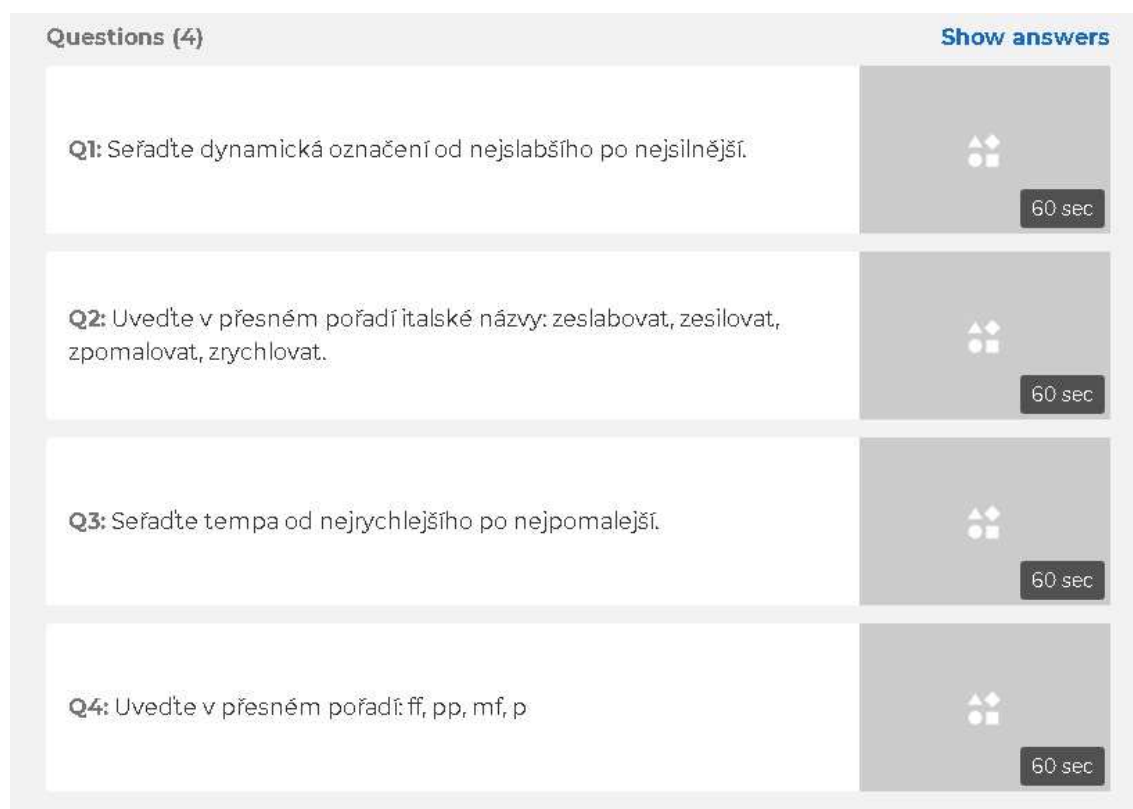 Questions (4)
Show answers
Q1: Seřaďte dynamická označení od nejslabšího po nejsilnější.
60 sec
Q2: Uveďte v přesném pořadí italské názvy: zeslabovat, zesilovat,
zpomalovat, zrychlovat.
60 sec
Q3: Seřaďte tempa od nejrychlejšího po nejpomalejší.
60 sec
Q4: Uveďte v přesném pořadí: ff, pp, mf, p
60 sec